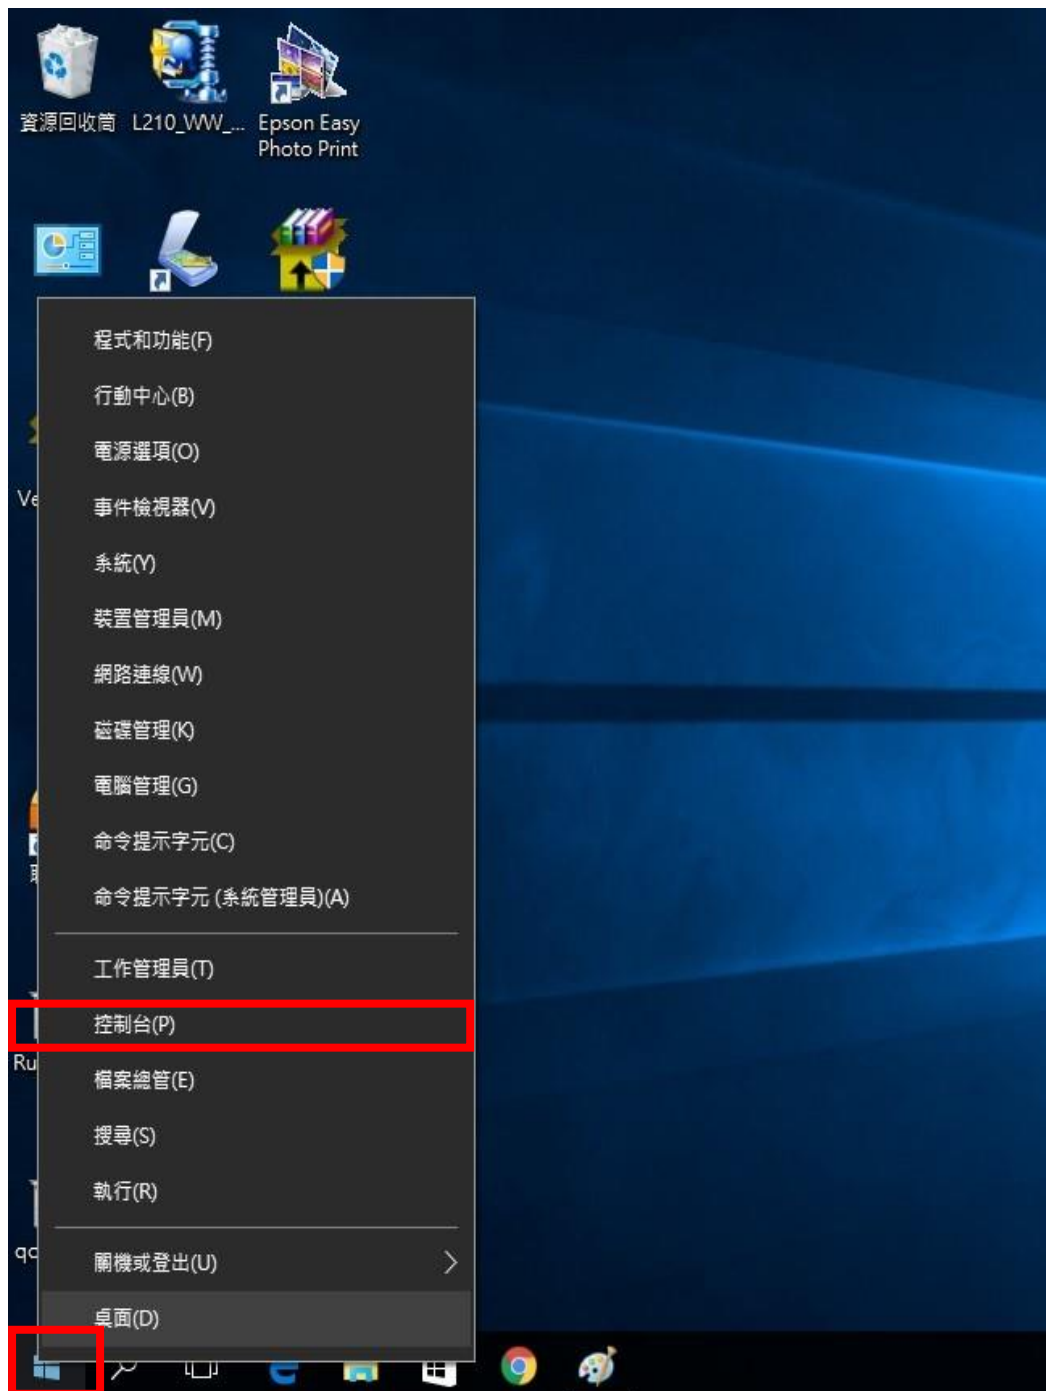 資源回收筒
L210_WW_...
Epson Easy
Photo Print
程式和功能(F)
行動中心(B)
電源選項(O)
事件檢視器(V)
系統(Y)
裝置管理員(M)
網路連線(W)
磁碟管理(K)
電腦管理(G)
命令提示字元(C)
命令提示字元 (系統管理員)(A)
工作管理員(T)
控制台(P)
檔案總管(E)
搜尋(S)
執行(R)
關機或登出(U)
桌面(D)
Ve
Ru
qc